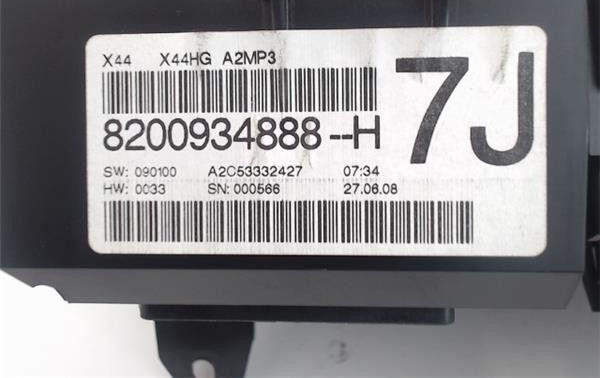 X44 X44HG A2MP3
7J
8200934888--H
SW: 090100 A2C53332427 07:34
HW: 0033 SN: 000566 27.06.08